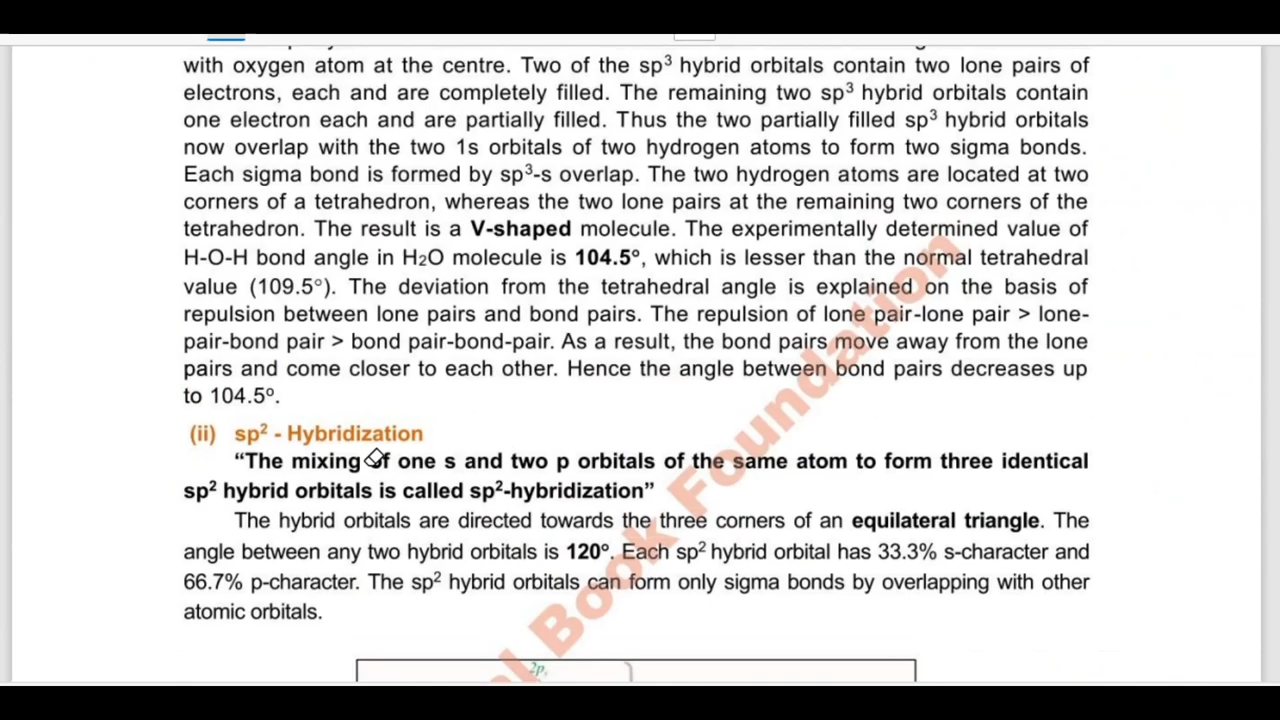 with oxygen atom at the centre. Two of the sp³ hybrid orbitals contain two lone pairs of
electrons, each and are completely filled. The remaining two sp³ hybrid orbitals contain
one electron each and are partially filled. Thus the two partially filled sp³ hybrid orbitals
now overlap with the two 1s orbitals of two hydrogen atoms to form two sigma bonds.
Each sigma bond is formed by sp³-s overlap. The two hydrogen atoms are located at two
corners of a tetrahedron, whereas the two lone pairs at the remaining two corners of the
tetrahedron. The result is a V-shaped molecule. The experimentally determined value of
H-O-H bond angle in H₂O molecule is 104.5º, which is lesser than the normal tetrahedral
value (109.5º). The deviation from the tetrahedral angle is explained on the basis of
repulsion between lone pairs and bond pairs. The repulsion of lone pair-lone pair > lone-
pair-bond pair > bond pair-bond-pair. As a result, the bond pairs move away from the lone
pairs and come closer to each other. Hence the angle between bond pairs decreases up
to 104.5º.
(ii) sp² - Hybridization
“The mixing of one s and two p orbitals of the same atom to form three identical
sp² hybrid orbitals is called sp²-hybridization”
The hybrid orbitals are directed towards the three corners of an equilateral triangle. The
angle between any two hybrid orbitals is 120º. Each sp² hybrid orbital has 33.3% s-character and
66.7% p-character. The sp² hybrid orbitals can form only sigma bonds by overlapping with other
atomic orbitals.
Book Foundation